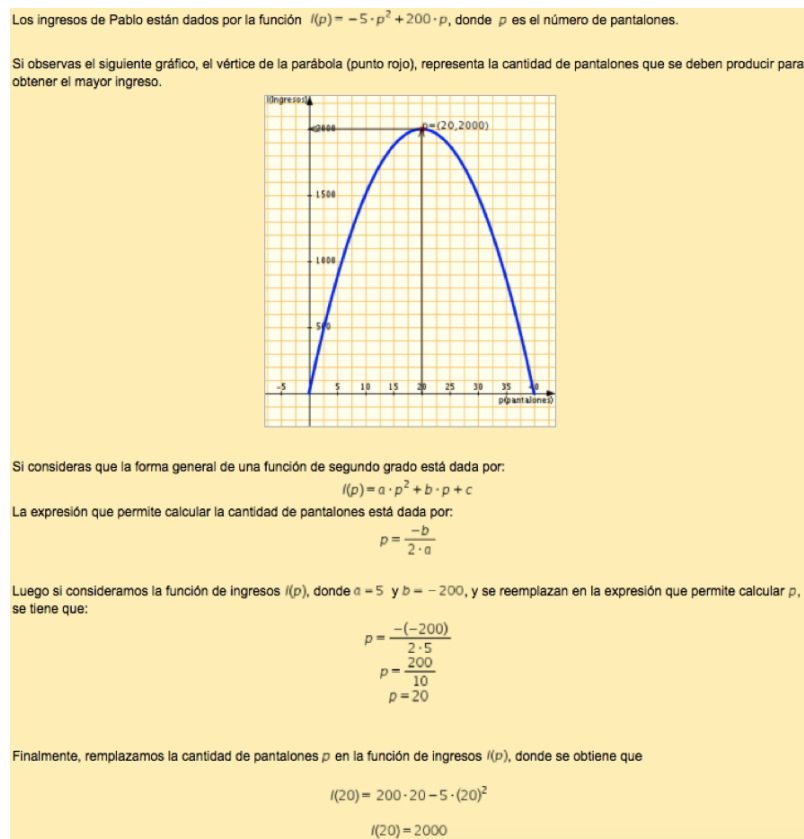 Los ingresos de Pablo están dados por la función I(p) = −5·p² + 200·p, donde p es el número de pantalones.
Si observas el siguiente gráfico, el vértice de la parábola (punto rojo), representa la cantidad de pantalones que se deben producir para
obtener el mayor ingreso.
I(Ingresos)
2000
=(20,2000)
1500
1000
500
-5 5 10 15 20 25 30 35 40
p(pantalones)
Si consideras que la forma general de una función de segundo grado está dada por:
I(p) = a·p² + b·p + c
La expresión que permite calcular la cantidad de pantalones está dada por:
p = −b / 2·a
Luego si consideramos la función de ingresos I(p), donde a = 5 y b = −200, y se reemplazan en la expresión que permite calcular p,
se tiene que:
p = −(−200) / 2·5
p = 200 / 10
p = 20
Finalmente, remplazamos la cantidad de pantalones p en la función de ingresos I(p), donde se obtiene que
I(20) = 200·20 − 5·(20)²
I(20) = 2000